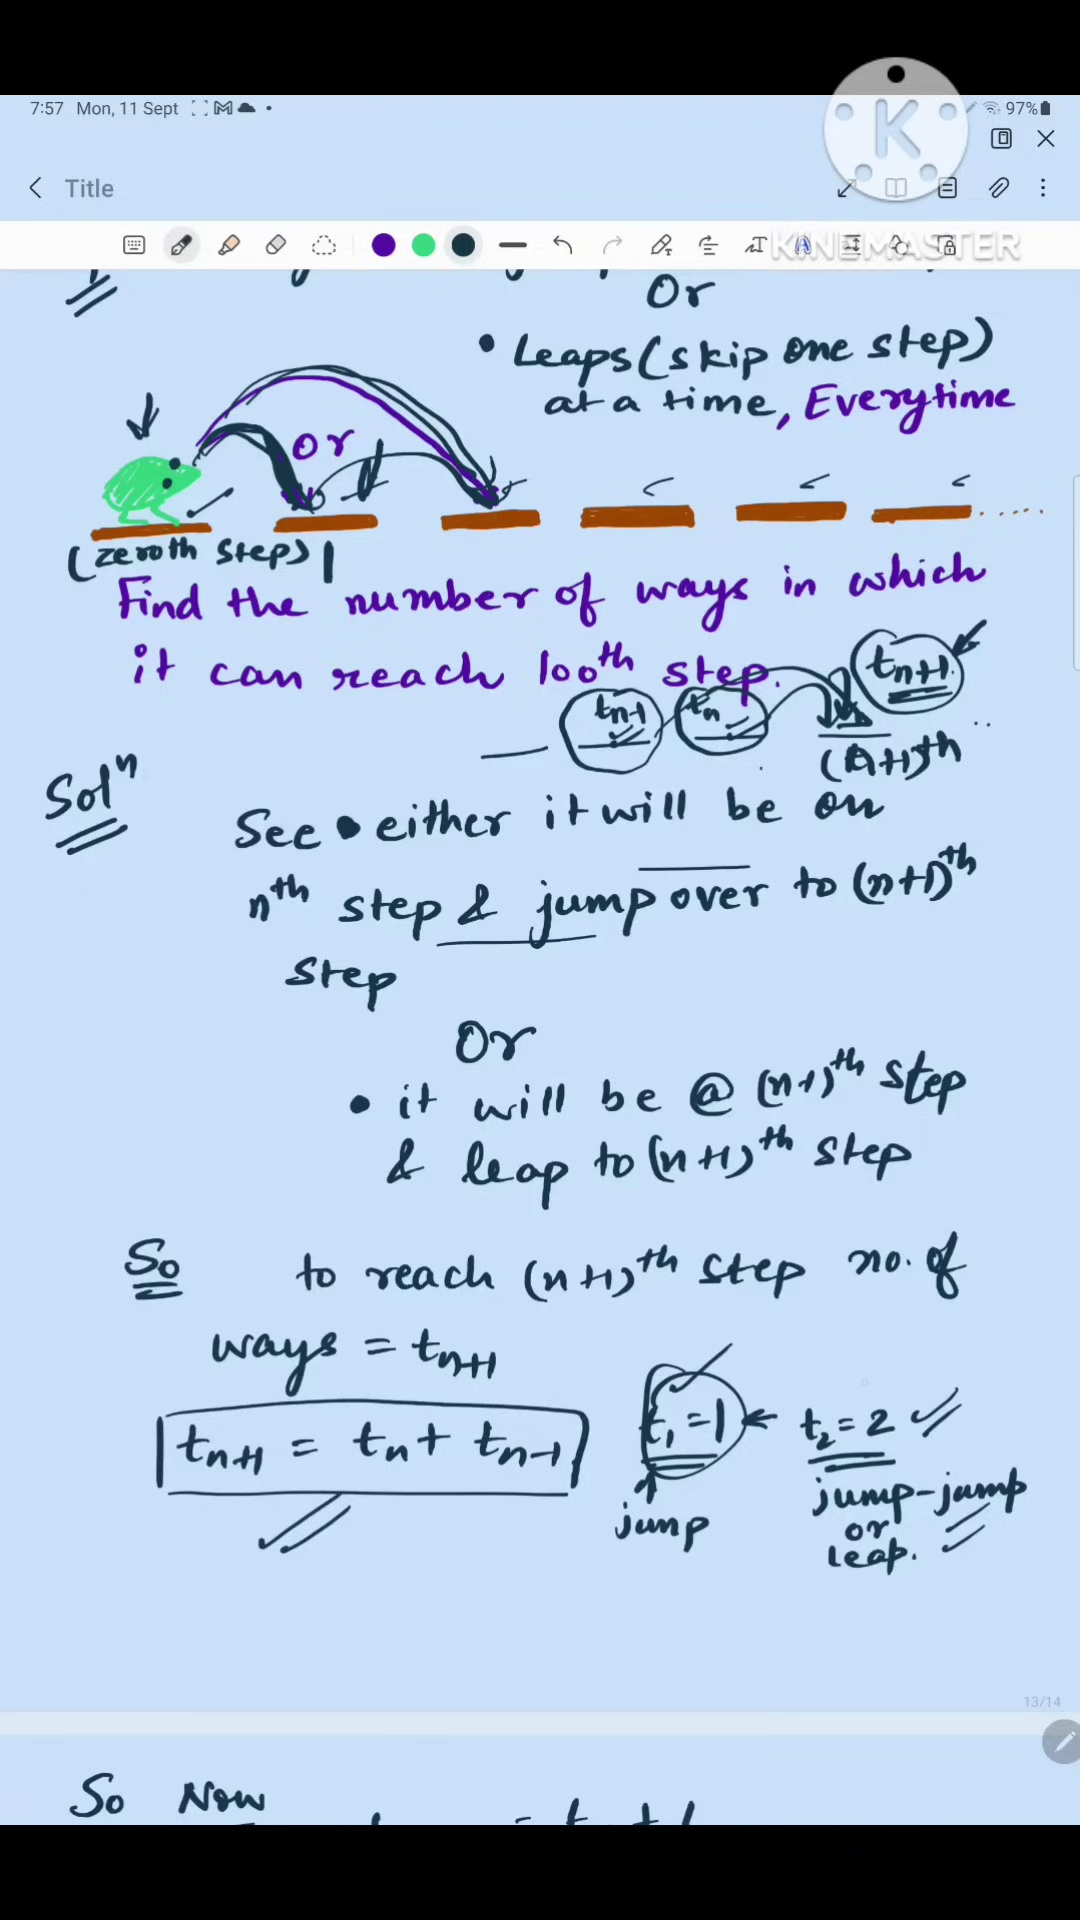 7:57 Mon, 11 Sept
97%
K
Title
KINEMASTER
Or
• Leaps (skip one step)
at a time, Everytime
or
(zeroth step)
Find the number of ways in which
it can reach 100th step.
tn-1 tn tn+1
(n+1)th
Soln
See • either it will be on
nth step & jump over to (n+1)th
step
Or
• it will be @ (n-1)th step
& leap to (n+1)th step
So to reach (n+1)th step no. of
ways = tn+1
tn+1 = tn + tn-1
t1 = 1
t2 = 2
jump
jump-jump
or
leap.
13/14
So Now